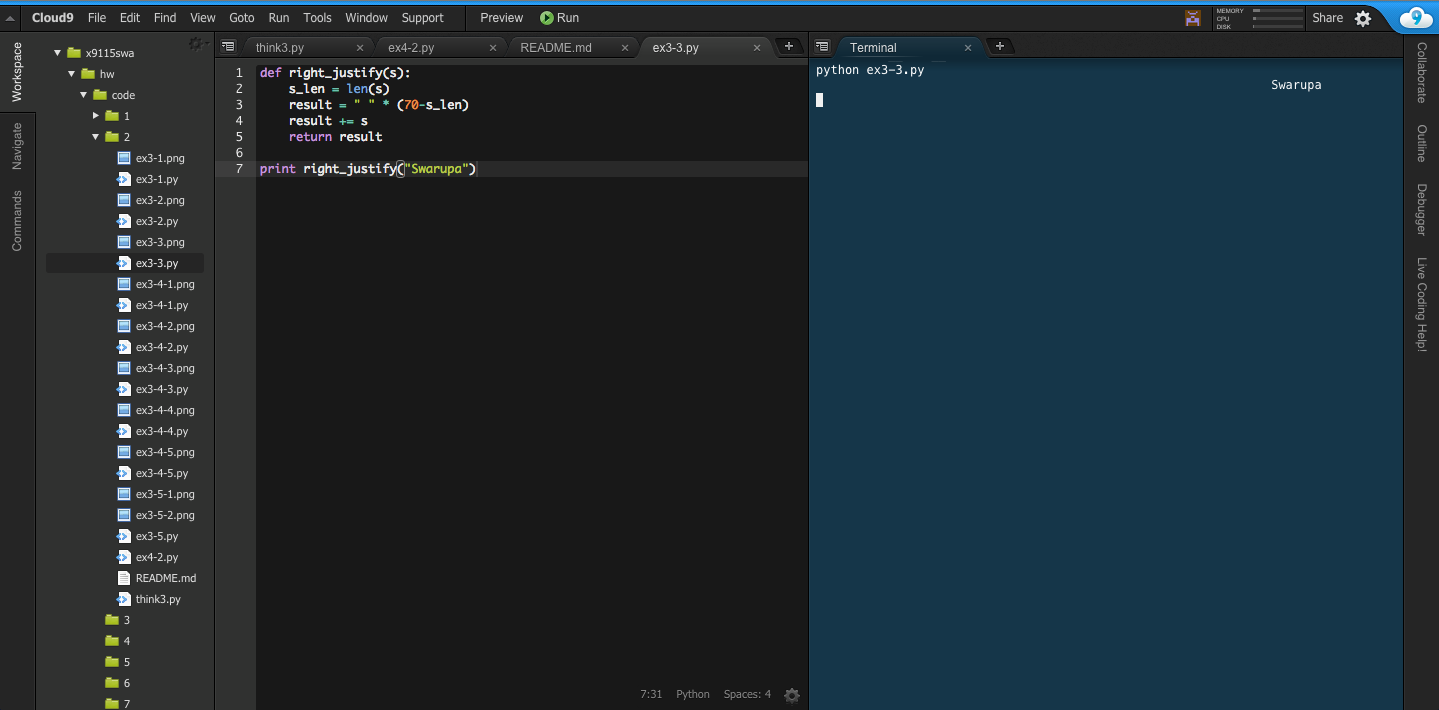 Cloud9 File Edit Find View Goto Run Tools Window Support Preview Run MEMORY CPU DISK Share 9
Workspace
Navigate
Commands
x9115swa
hw
code
1
2
ex3-1.png
ex3-1.py
ex3-2.png
ex3-2.py
ex3-3.png
ex3-3.py
ex3-4-1.png
ex3-4-1.py
ex3-4-2.png
ex3-4-2.py
ex3-4-3.png
ex3-4-3.py
ex3-4-4.png
ex3-4-4.py
ex3-4-5.png
ex3-4-5.py
ex3-5-1.png
ex3-5-2.png
ex3-5.py
ex4-2.py
README.md
think3.py
3
4
5
6
7
think3.py ex4-2.py README.md ex3-3.py
1 def right_justify(s):
2     s_len = len(s)
3     result = " " * (70-s_len)
4     result += s
5     return result
6
7 print right_justify("Swarupa")
7:31 Python Spaces: 4
Terminal
python ex3-3.py
Swarupa
Collaborate
Outline
Debugger
Live Coding Help!